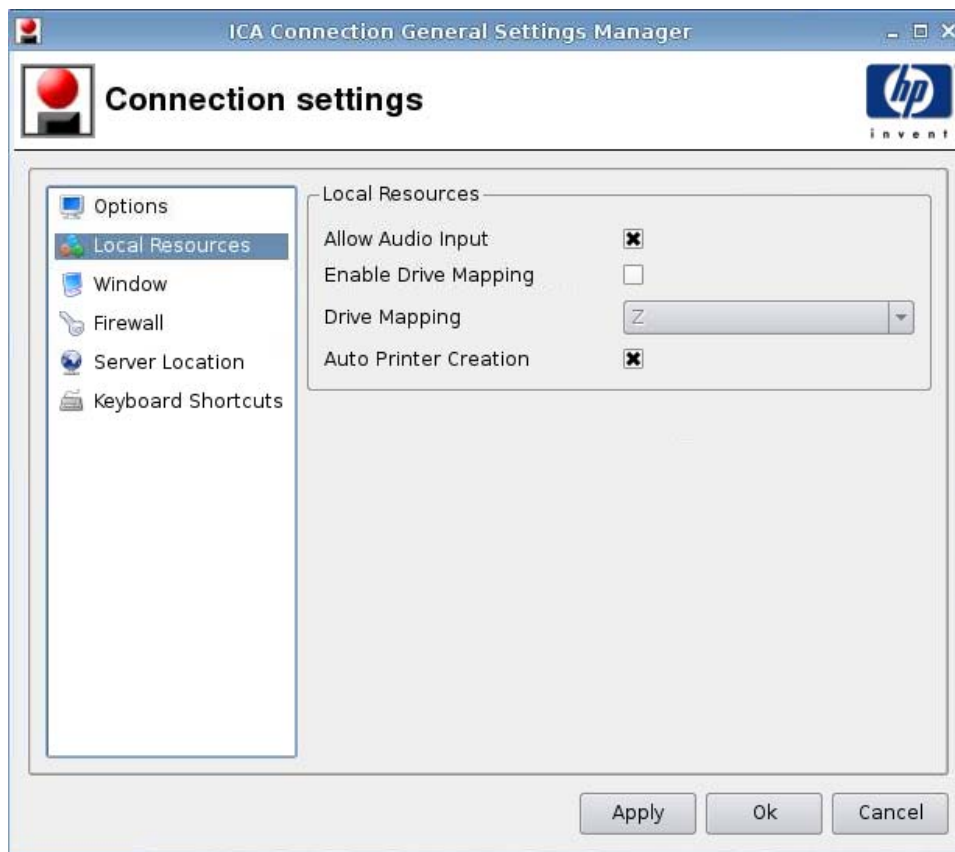 ICA Connection General Settings Manager
Connection settings
hp
invent
Options
Local Resources
Window
Firewall
Server Location
Keyboard Shortcuts
Local Resources
Allow Audio Input
Enable Drive Mapping
Drive Mapping Z
Auto Printer Creation
Apply Ok Cancel